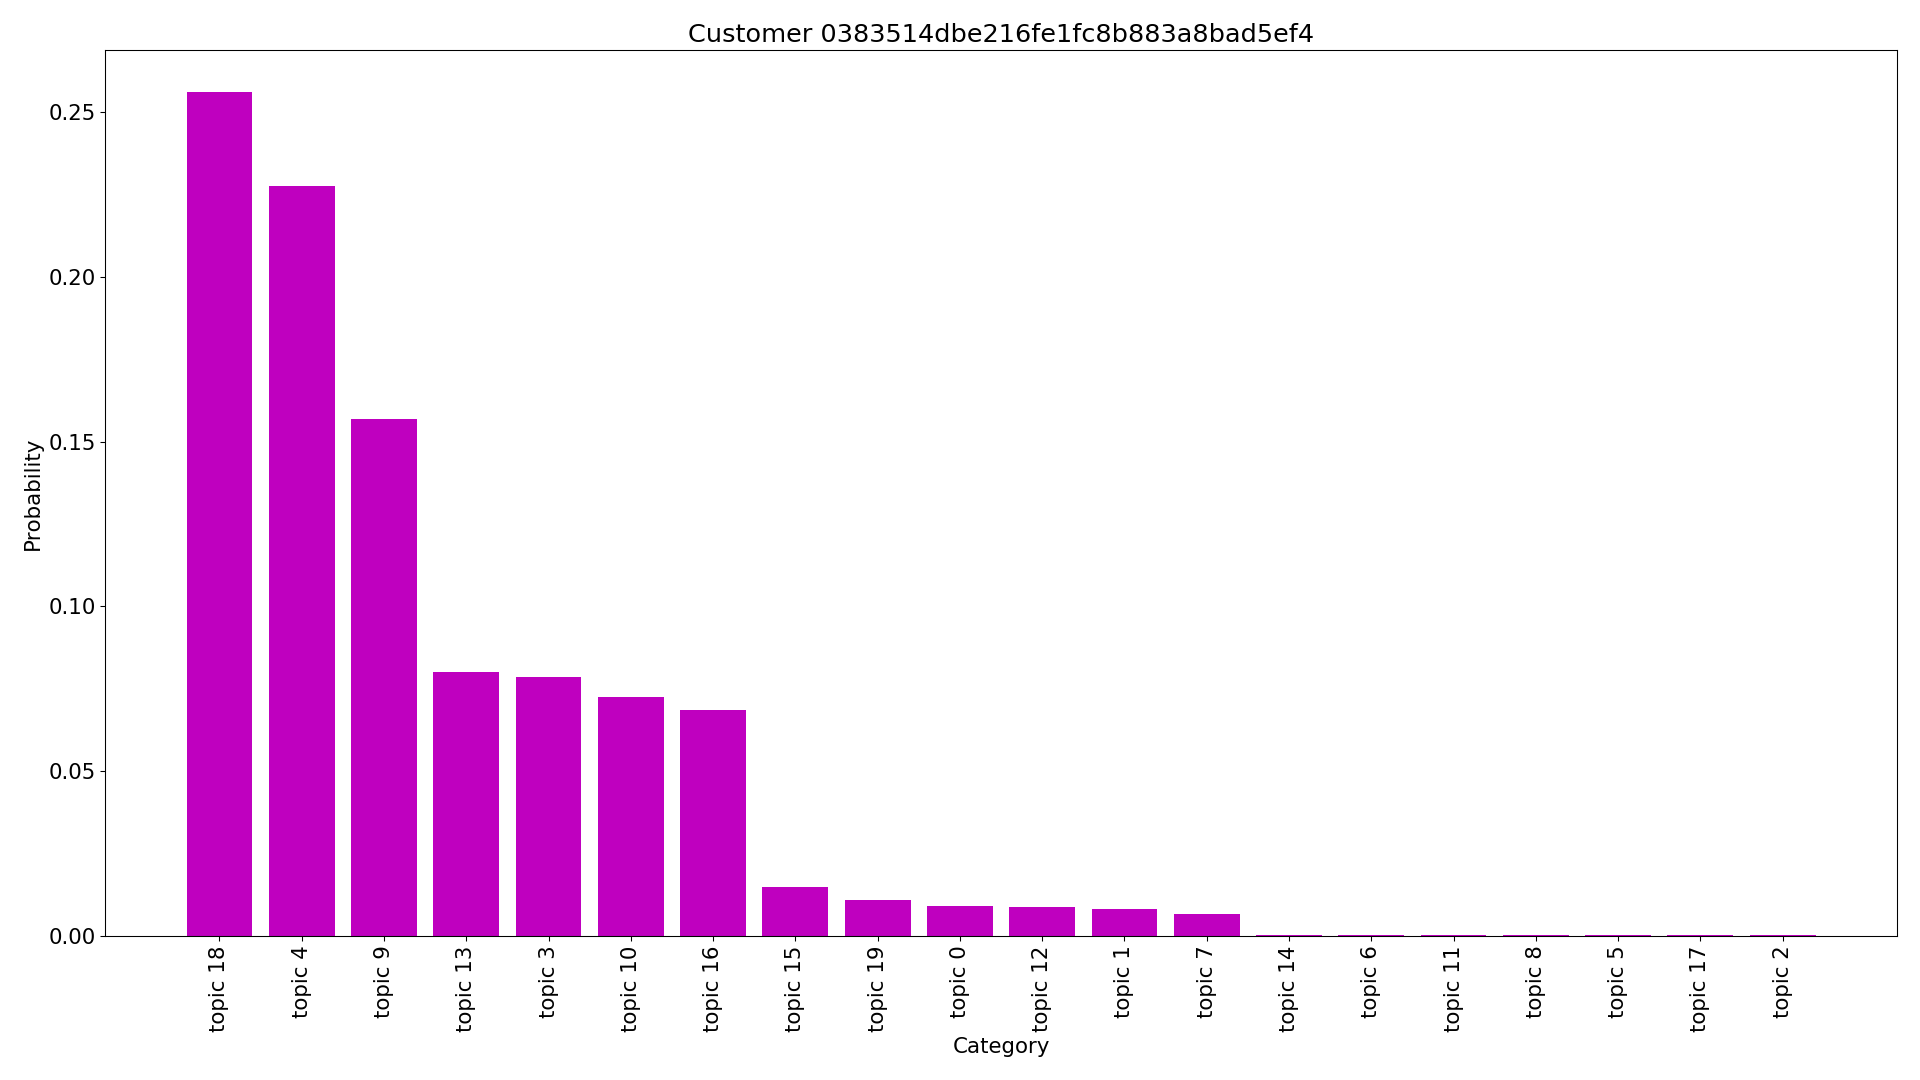 Customer 0383514dbe216fe1fc8b883a8bad5ef4
Probability
0.25
0.20
0.15
0.10
0.05
0.00
topic 18
topic 4
topic 9
topic 13
topic 3
topic 10
topic 16
topic 15
topic 19
topic 0
topic 12
topic 1
topic 7
topic 14
topic 6
topic 11
topic 8
topic 5
topic 17
topic 2
Category